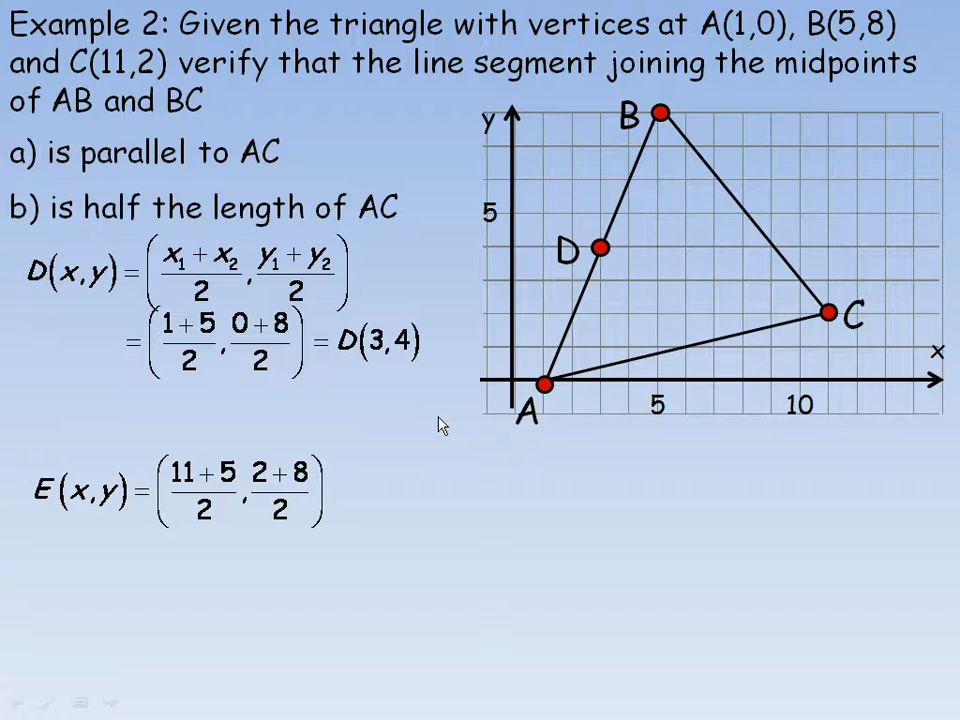 Example 2: Given the triangle with vertices at A(1,0), B(5,8)
and C(11,2) verify that the line segment joining the midpoints
of AB and BC
a) is parallel to AC
b) is half the length of AC
D(x,y) = ( (x₁ + x₂)/2 , (y₁ + y₂)/2 )
= ( (1 + 5)/2 , (0 + 8)/2 ) = D(3,4)
E(x,y) = ( (11 + 5)/2 , (2 + 8)/2 )
y
B
5
D
C
x
A
5
10